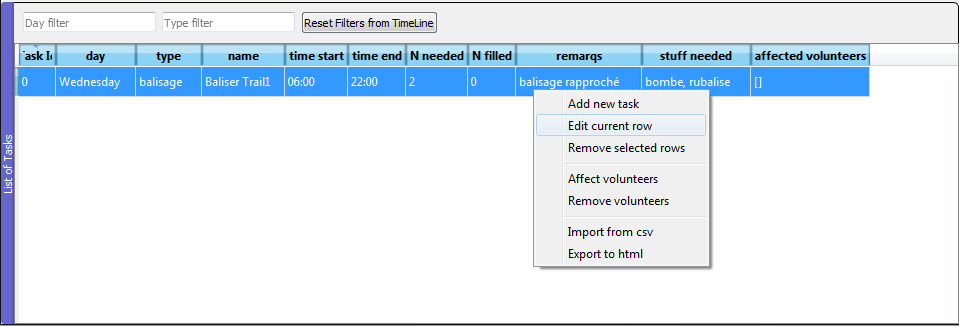 Day filter Type filter Reset Filters from TimeLine
ask Id day type name time start time end N needed N filled remarqs stuff needed affected volunteers
0 Wednesday balisage Baliser Trail1 06:00 22:00 2 0 balisage rapproché bombe, rubalise []
Add new task
Edit current row
Remove selected rows
Affect volunteers
Remove volunteers
Import from csv
Export to html
List of Tasks